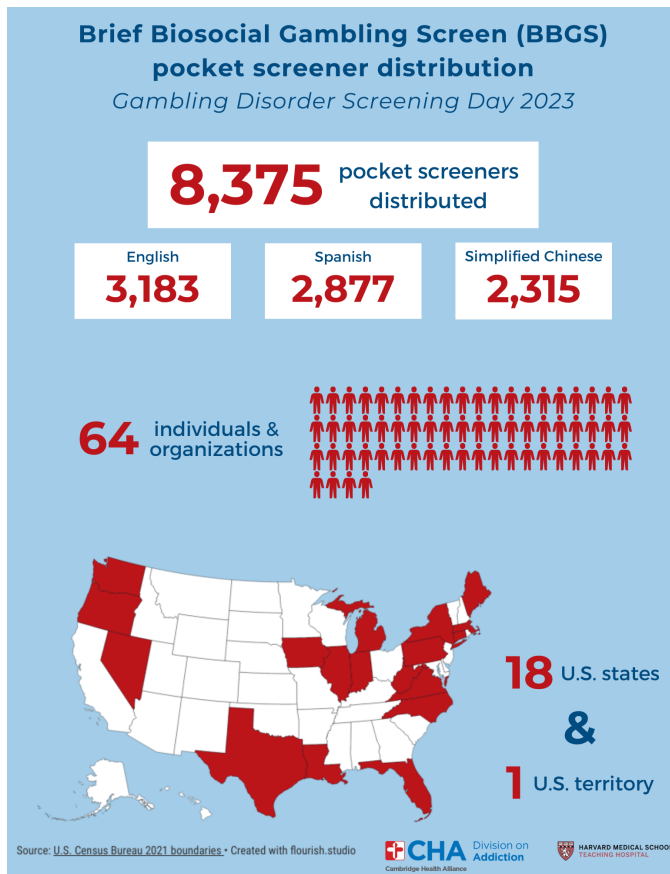 Brief Biosocial Gambling Screen (BBGS)
pocket screener distribution
Gambling Disorder Screening Day 2023
8,375 pocket screeners
distributed
English
3,183
Spanish
2,877
Simplified Chinese
2,315
64 individuals &
organizations
18 U.S. states
&
1 U.S. territory
Source: U.S. Census Bureau 2021 boundaries • Created with flourish.studio
CHA Division on
Addiction
Cambridge Health Alliance
HARVARD MEDICAL SCHOOL
TEACHING HOSPITAL